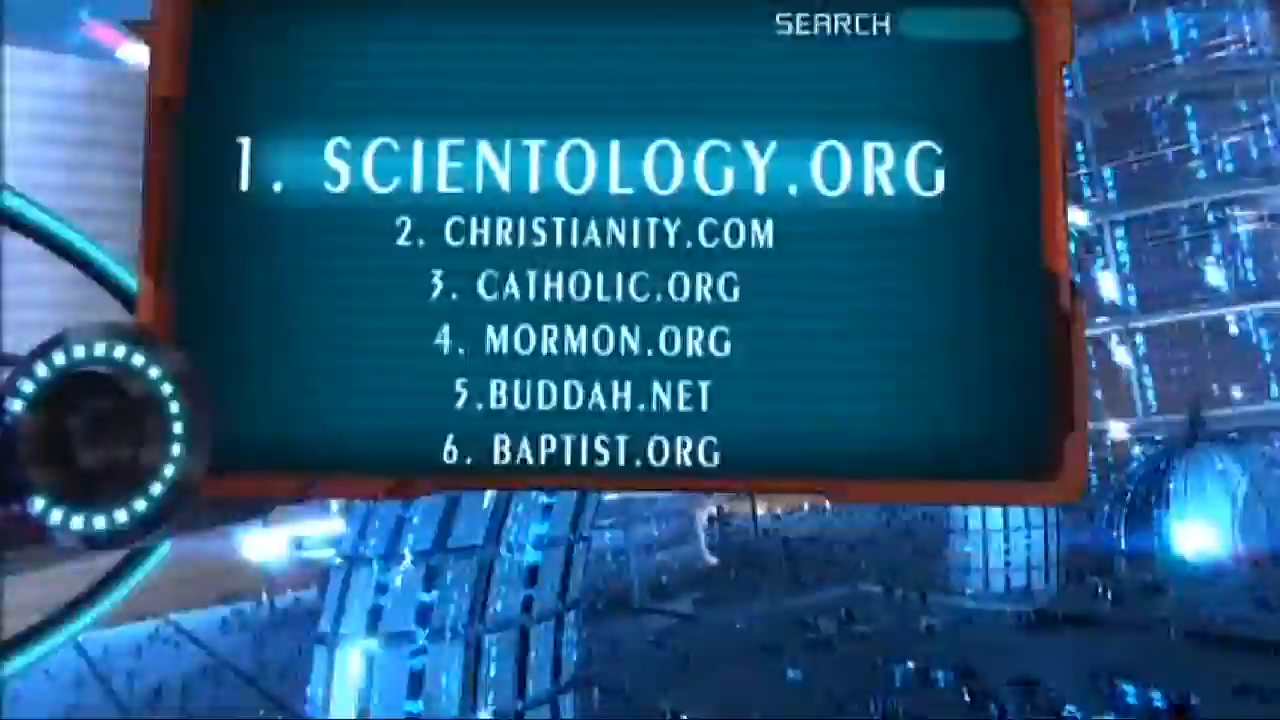 SEARCH
1. SCIENTOLOGY.ORG
2. CHRISTIANITY.COM
3. CATHOLIC.ORG
4. MORMON.ORG
5.BUDDAH.NET
6. BAPTIST.ORG